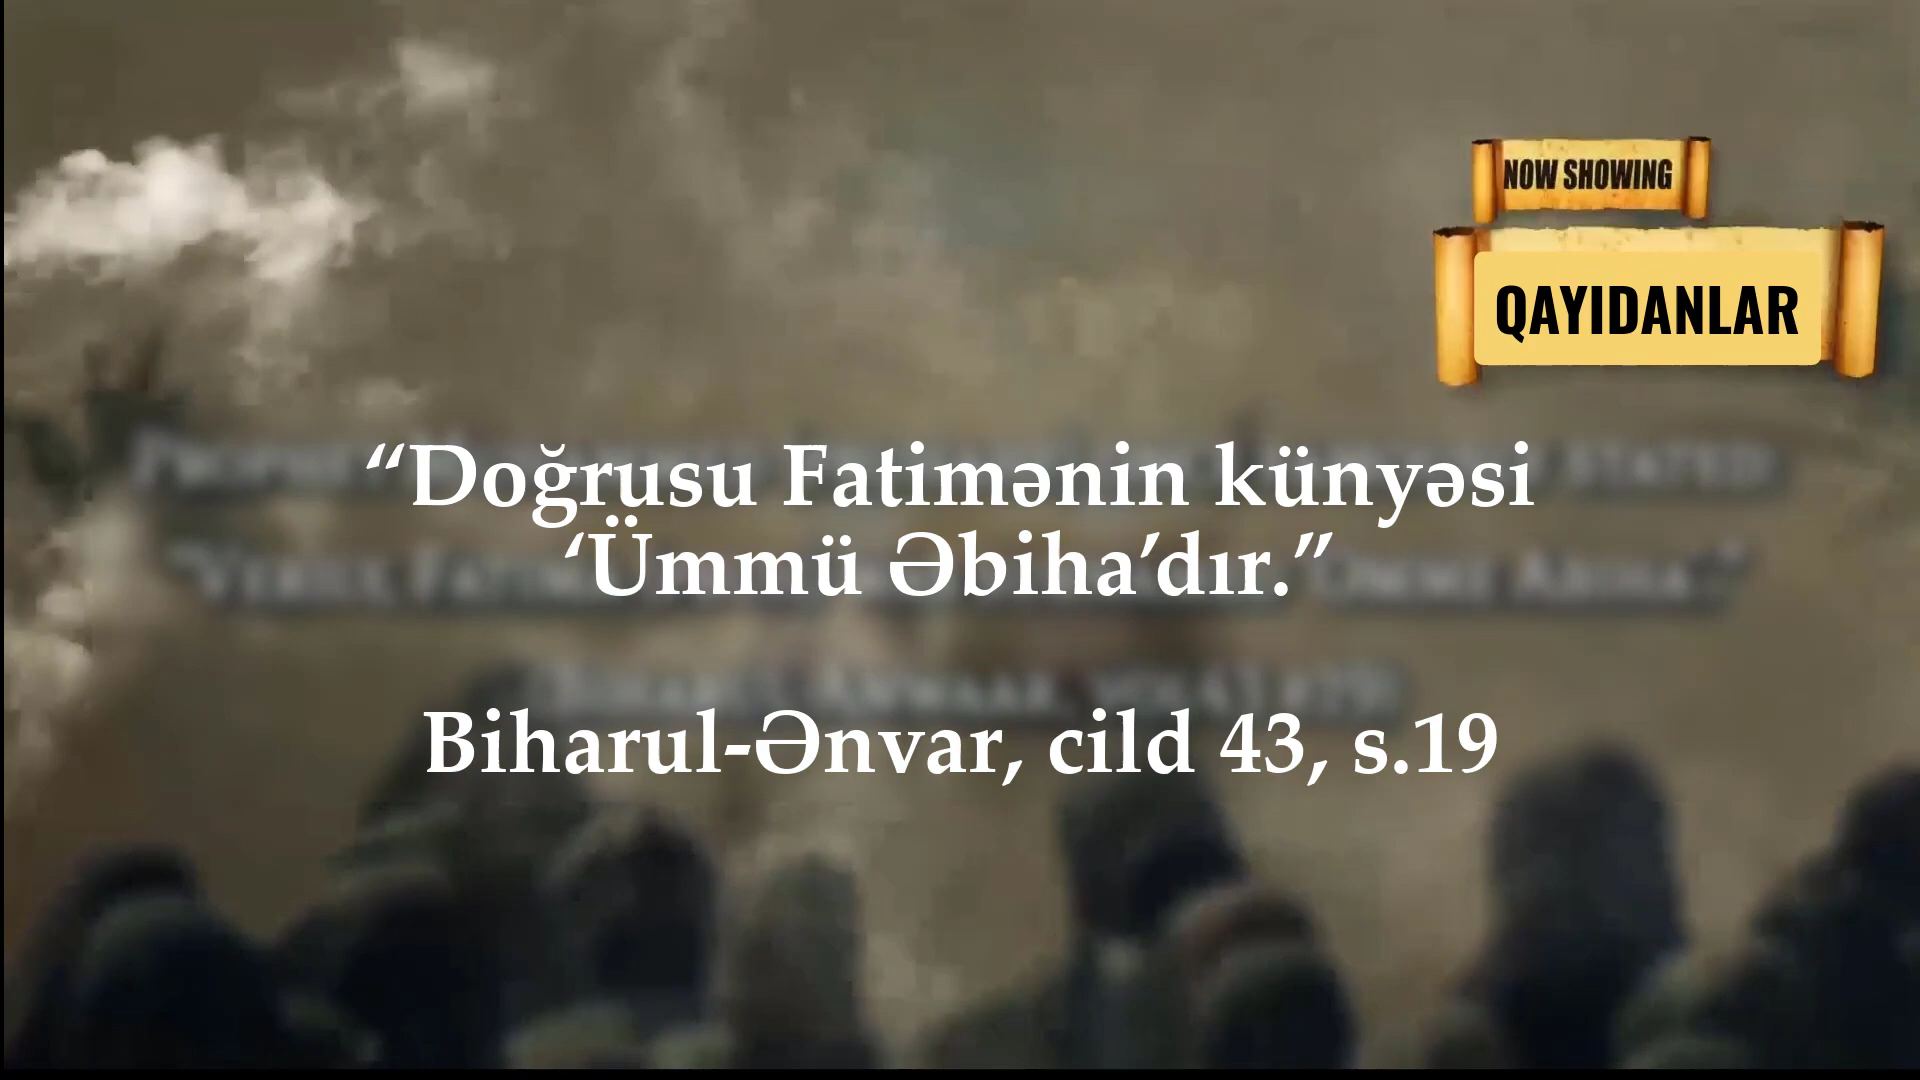 NOW SHOWING
QAYIDANLAR
“Doğrusu Fatimənin künyəsi
‘Ümmü Əbiha’dır.”
Biharul-Ənvar, cild 43, s.19